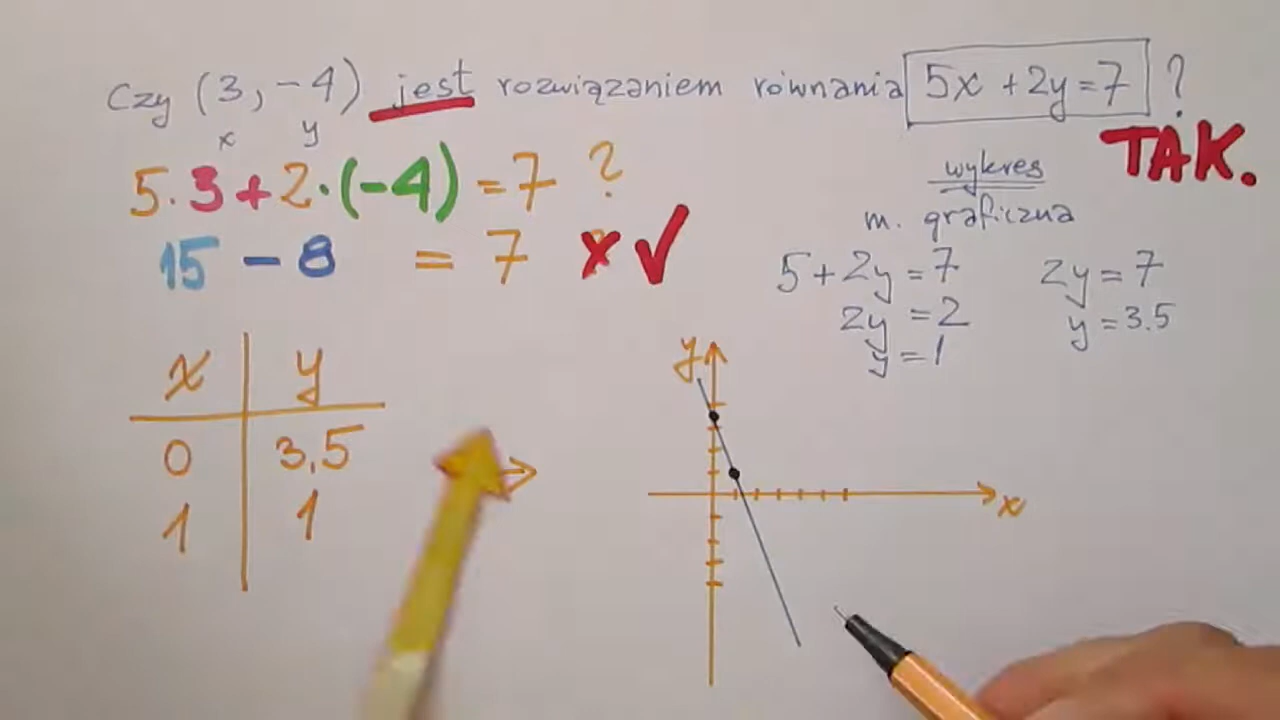 Czy (3, -4) jest rozwiązaniem równania 5x + 2y = 7 ?
x y
TAK.
5 · 3 + 2 · (-4) = 7 ?
15 - 8 = 7 ✓
wykres
m. graficzna
5 + 2y = 7
2y = 2
y = 1
2y = 7
y = 3.5
x y
0 3,5
1 1
y
x